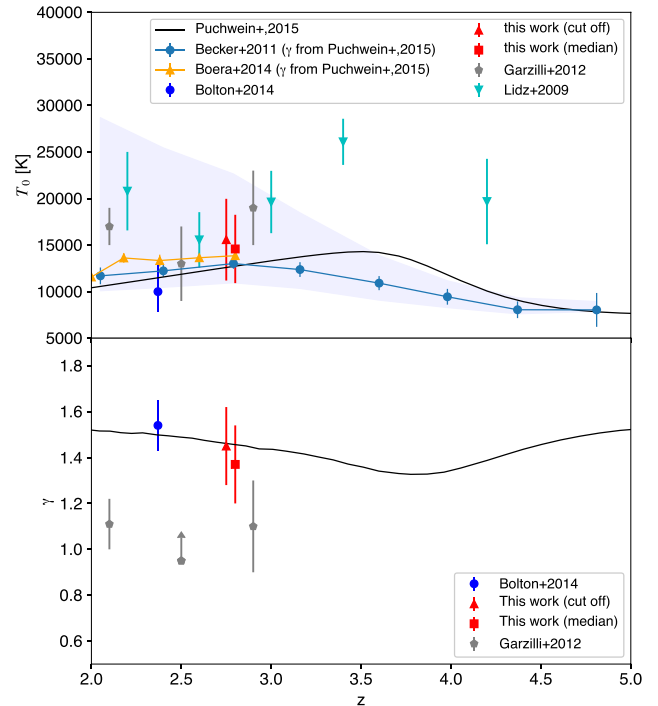 Puchwein+,2015
Becker+2011 (γ from Puchwein+,2015)
Boera+2014 (γ from Puchwein+,2015)
Bolton+2014
this work (cut off)
this work (median)
Garzilli+2012
Lidz+2009
T₀ [K]
40000
35000
30000
25000
20000
15000
10000
5000
γ
1.8
1.6
1.4
1.2
1.0
0.8
0.6
Bolton+2014
This work (cut off)
This work (median)
Garzilli+2012
2.0 2.5 3.0 3.5 4.0 4.5 5.0
z